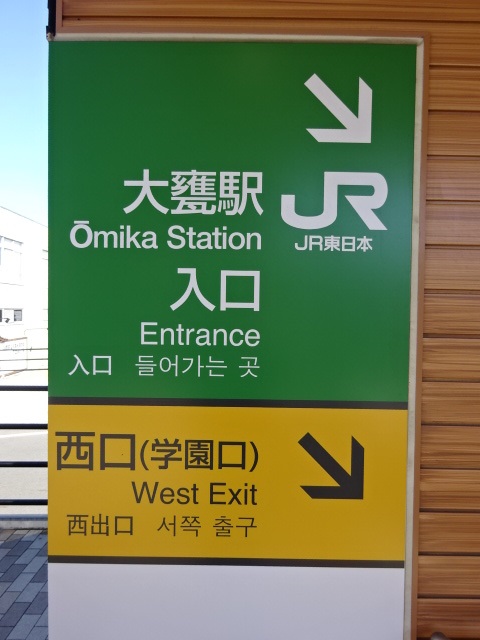 大甕駅
Ōmika Station
JR
JR東日本
入口
Entrance
入口 들어가는 곳
西口(学園口)
West Exit
西出口 서쪽 출구